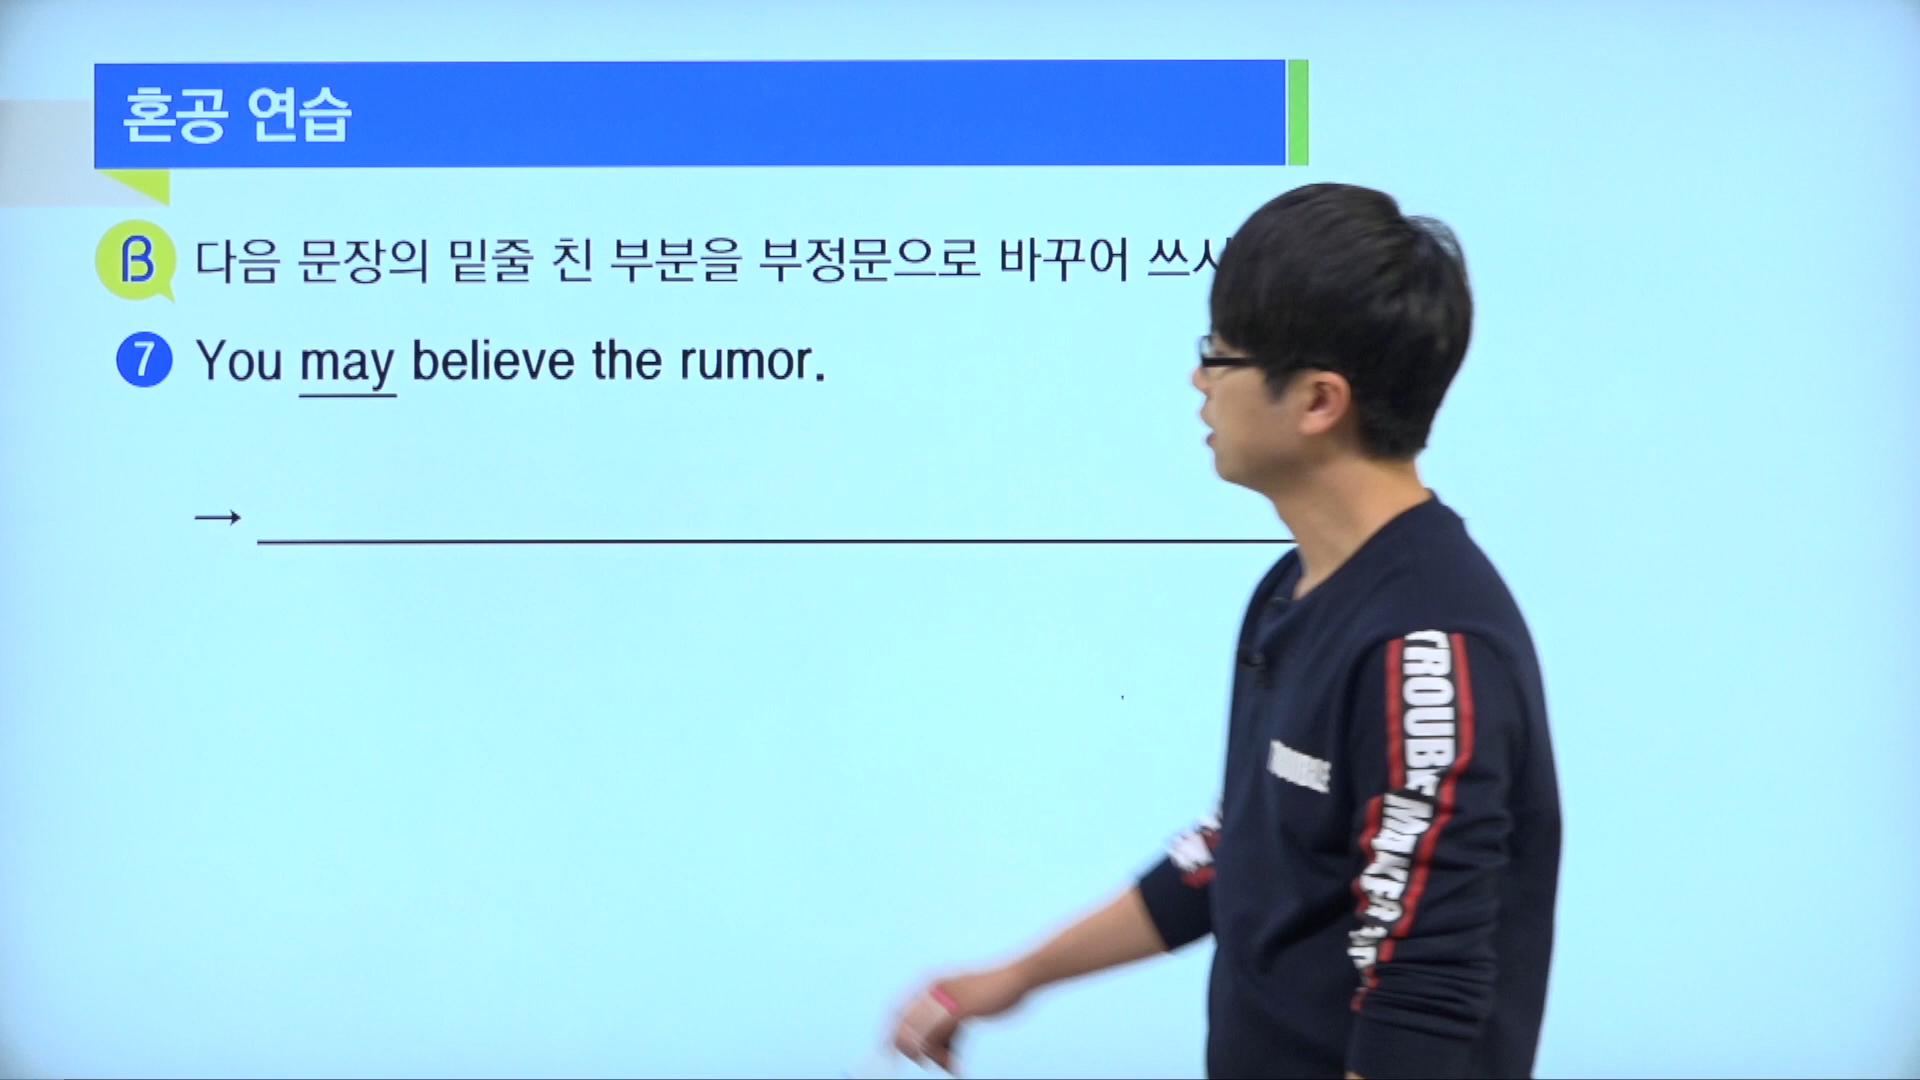 혼공 연습
B 다음 문장의 밑줄 친 부분을 부정문으로 바꾸어 쓰
7 You may believe the rumor.
→
TROUBLE
MAKER